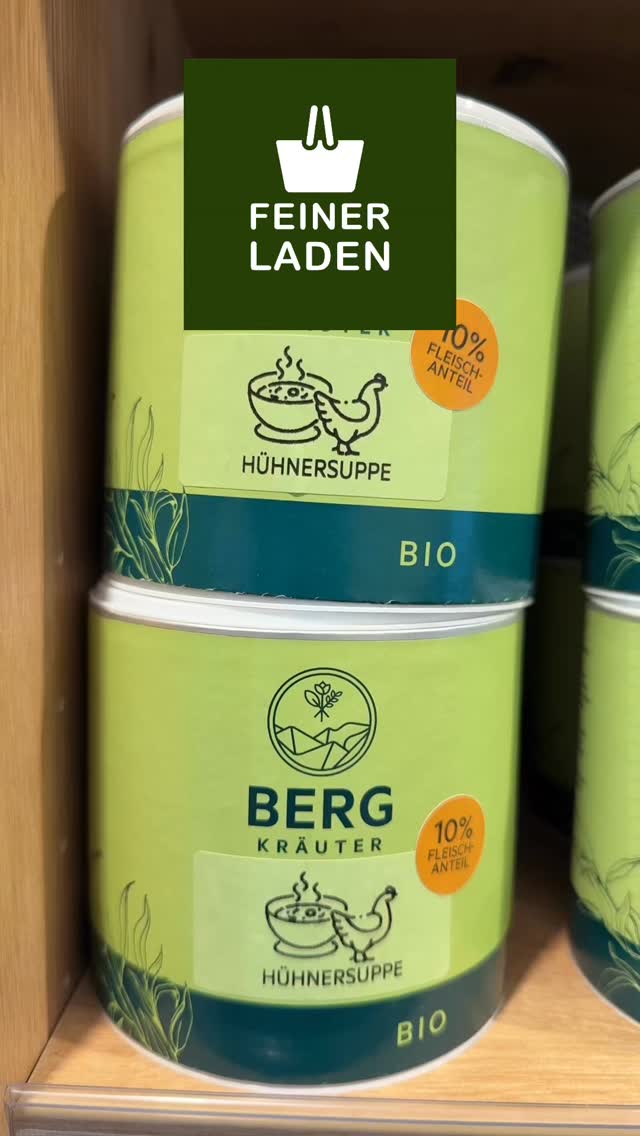 FEINER
LADEN
10%
FLEISCH-
ANTEIL
HÜHNERSUPPE
BIO
BERG
KRÄUTER
10%
FLEISCH-
ANTEIL
HÜHNERSUPPE
BIO